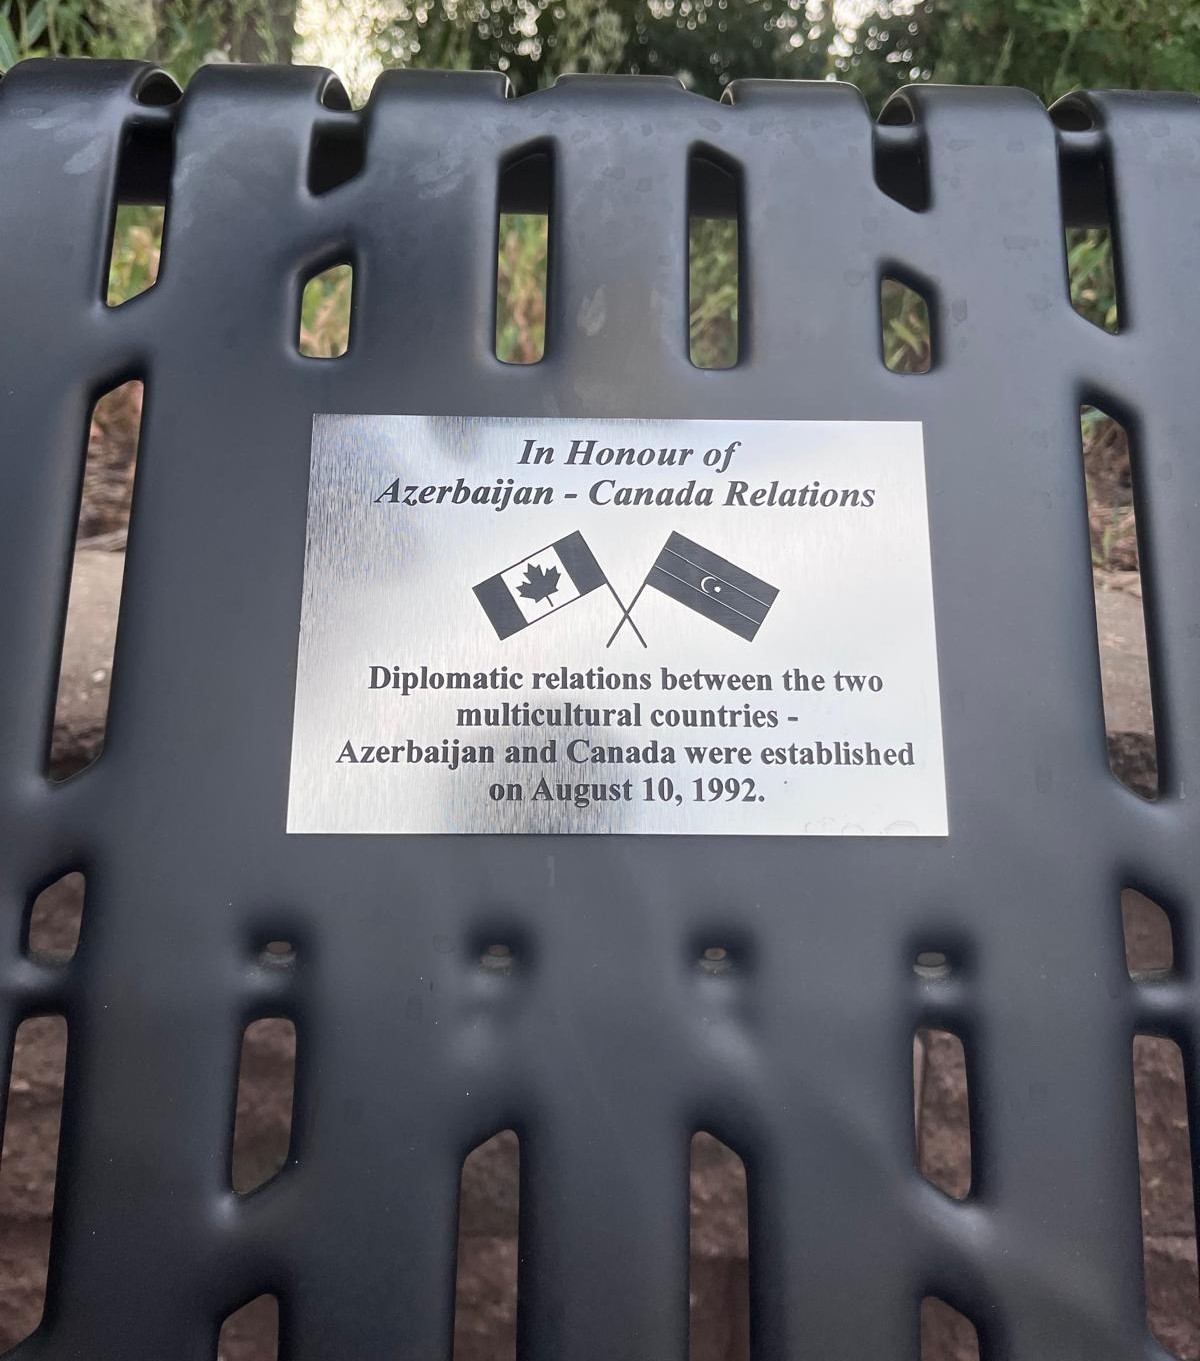 In Honour of
Azerbaijan - Canada Relations
Diplomatic relations between the two
multicultural countries -
Azerbaijan and Canada were established
on August 10, 1992.